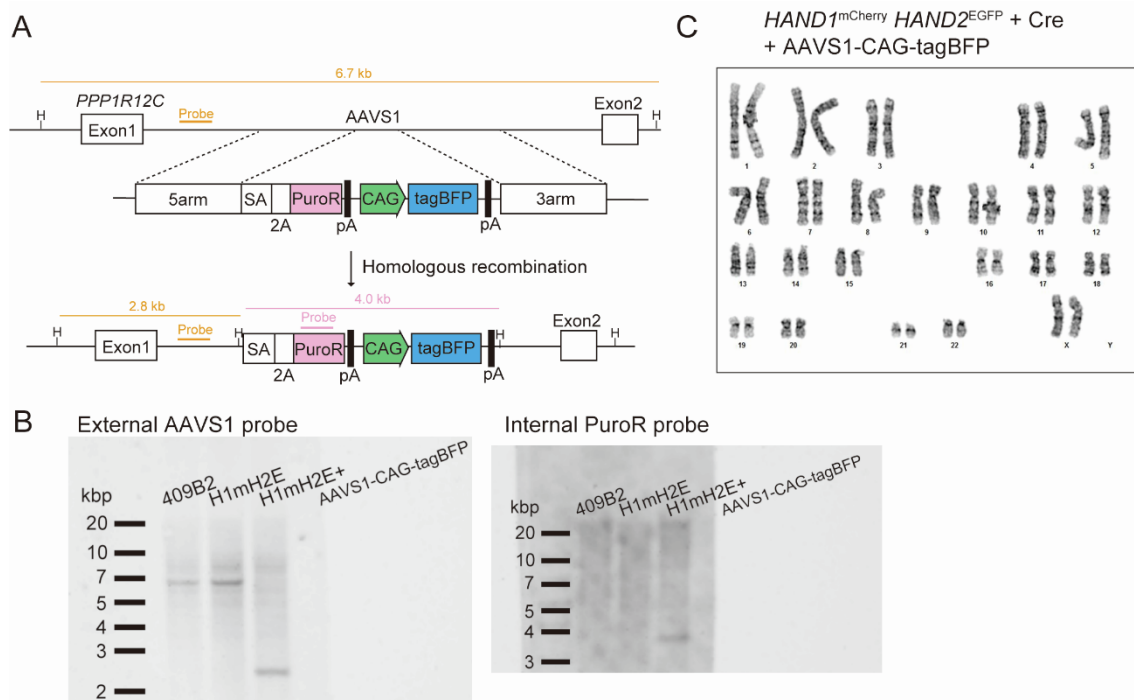 A
6.7 kb
H
PPP1R12C
Exon1
Probe
AAVS1
Exon2
H
5arm
SA
2A
PuroR
pA
CAG
tagBFP
pA
3arm
Homologous recombination
2.8 kb
4.0 kb
H
Exon1
Probe
H
SA
2A
Probe
PuroR
pA
CAG
tagBFP
pA
H
Exon2
H
B
External AAVS1 probe
kbp
409B2
H1mH2E
H1mH2E+
AAVS1-CAG-tagBFP
20
10
7
5
4
3
2
Internal PuroR probe
kbp
409B2
H1mH2E
H1mH2E+
AAVS1-CAG-tagBFP
20
10
7
5
4
3
C
HAND1mCherry HAND2EGFP + Cre
+ AAVS1-CAG-tagBFP
1 2 3 4 5
6 7 8 9 10 11 12
13 14 15 16 17 18
19 20 21 22 X Y